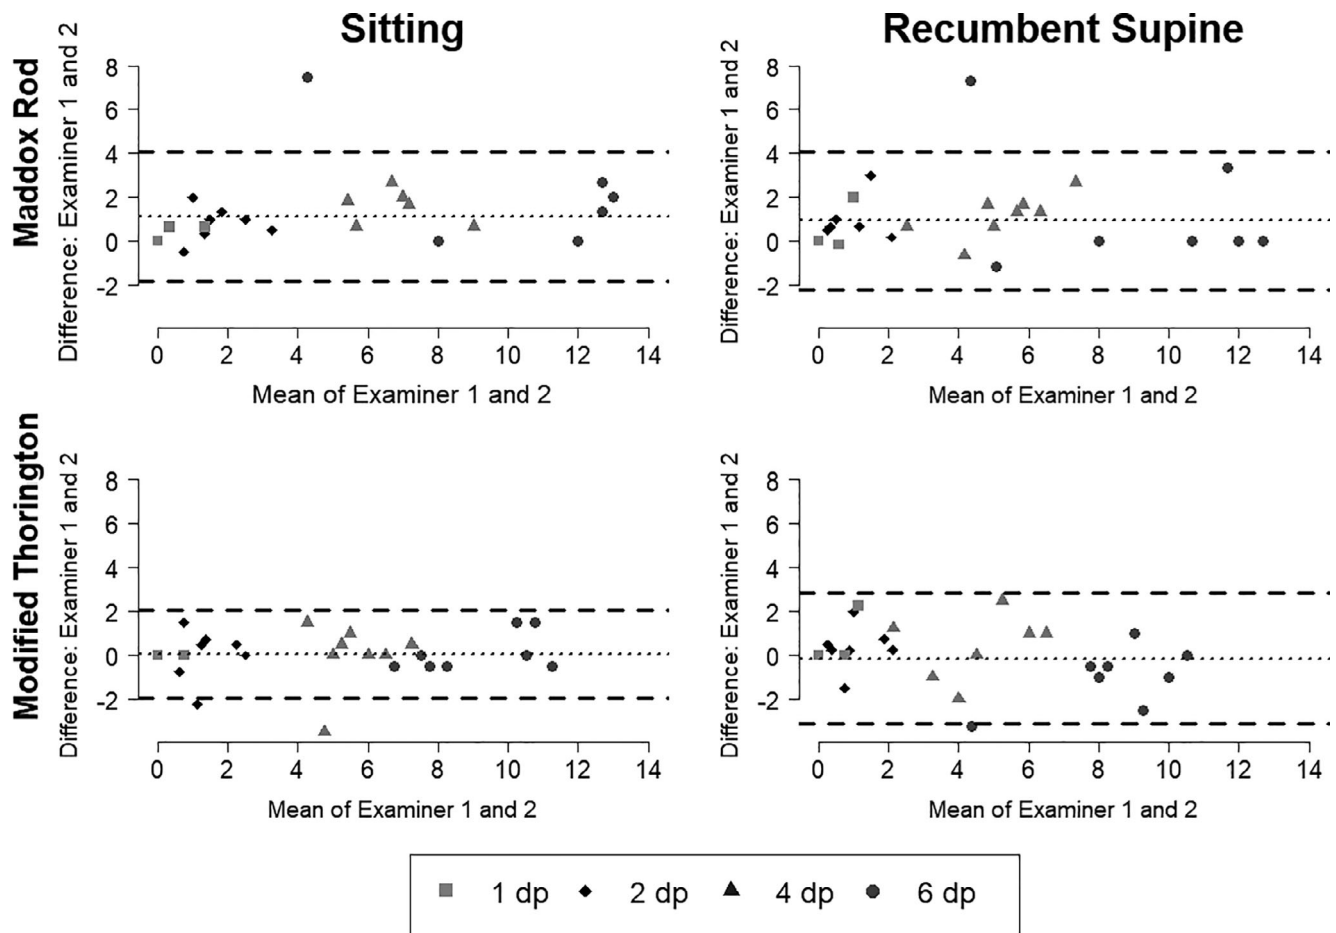 Sitting
Recumbent Supine
Maddox Rod
Difference: Examiner 1 and 2
8
6
4
2
0
-2
0 2 4 6 8 10 12 14
Mean of Examiner 1 and 2
Difference: Examiner 1 and 2
8
6
4
2
0
-2
0 2 4 6 8 10 12 14
Mean of Examiner 1 and 2
Modified Thorington
Difference: Examiner 1 and 2
8
6
4
2
0
-2
0 2 4 6 8 10 12 14
Mean of Examiner 1 and 2
Difference: Examiner 1 and 2
8
6
4
2
0
-2
0 2 4 6 8 10 12 14
Mean of Examiner 1 and 2
1 dp 2 dp 4 dp 6 dp